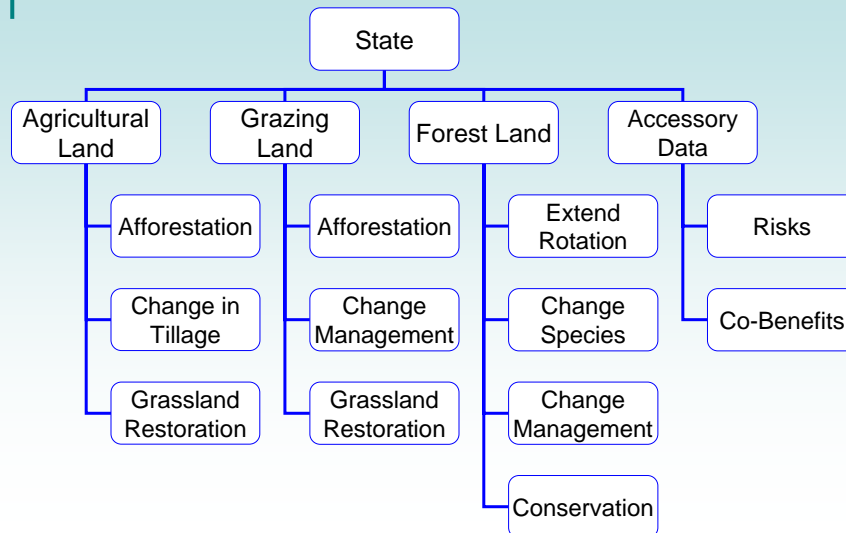 State
Agricultural
Land
Grazing
Land
Forest Land
Accessory
Data
Afforestation
Change in
Tillage
Grassland
Restoration
Afforestation
Change
Management
Grassland
Restoration
Extend
Rotation
Change
Species
Change
Management
Conservation
Risks
Co-Benefits